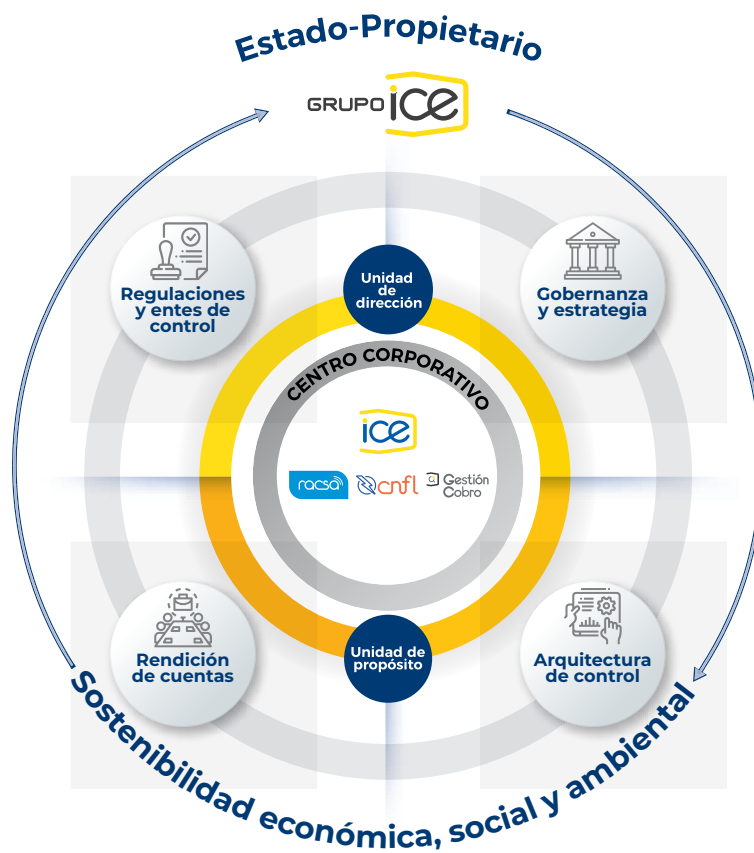 Estado-Propietario
GRUPO ice
Regulaciones
y entes de
control
Unidad
de
dirección
Gobernanza
y estrategia
CENTRO CORPORATIVO
ice
racsa
cnfl
Gestión
Cobro
Rendición
de cuentas
Unidad de
propósito
Arquitectura
de control
Sostenibilidad económica, social y ambiental